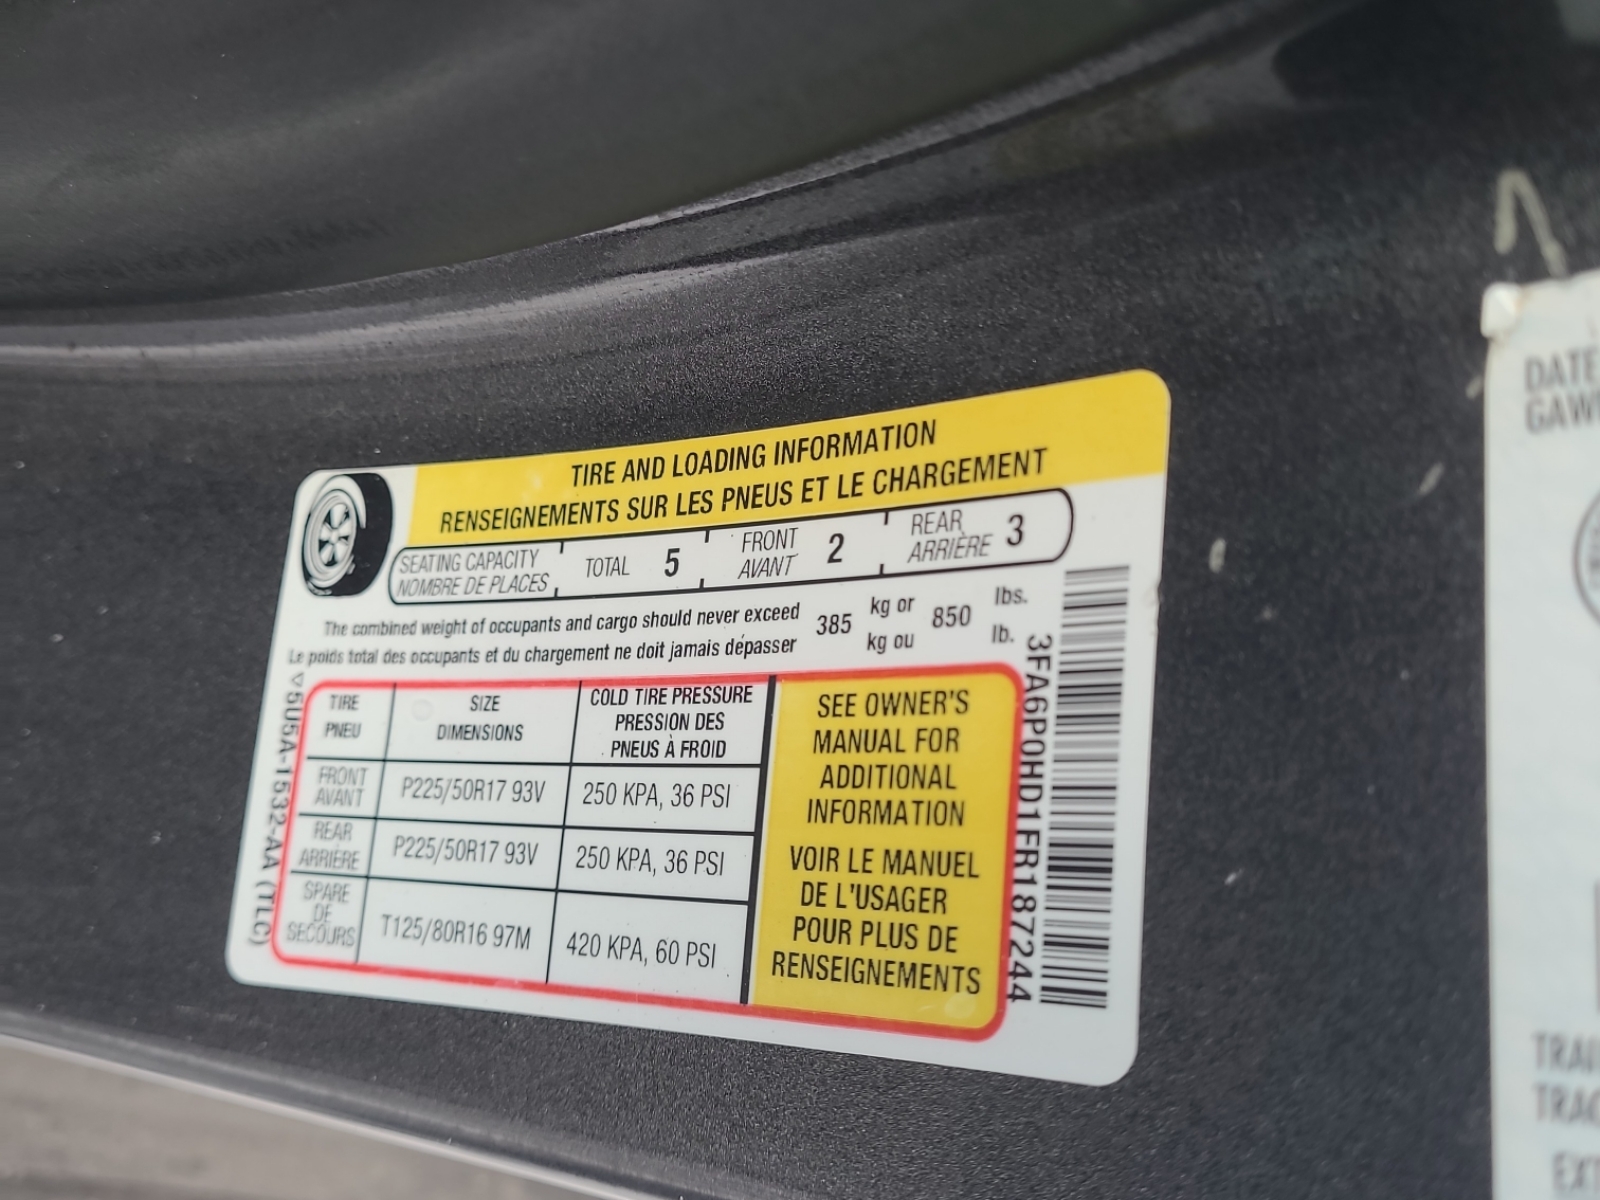 TIRE AND LOADING INFORMATION
RENSEIGNEMENTS SUR LES PNEUS ET LE CHARGEMENT
SEATING CAPACITY TOTAL 5 FRONT 2 REAR 3
NOMBRE DE PLACES AVANT ARRIÈRE
The combined weight of occupants and cargo should never exceed 385 kg or 850 lbs.
Le poids total des occupants et du chargement ne doit jamais dépasser kg ou lb.
TIRE SIZE COLD TIRE PRESSURE
PNEU DIMENSIONS PRESSION DES
PNEUS À FROID
FRONT
AVANT P225/50R17 93V 250 KPA, 36 PSI
REAR
ARRIÈRE P225/50R17 93V 250 KPA, 36 PSI
SPARE
DE
SECOURS T125/80R16 97M 420 KPA, 60 PSI
SEE OWNER'S
MANUAL FOR
ADDITIONAL
INFORMATION
VOIR LE MANUEL
DE L'USAGER
POUR PLUS DE
RENSEIGNEMENTS
5U5A-1532-AA (TLC)
3FA6P0HD1FR187244
DATE